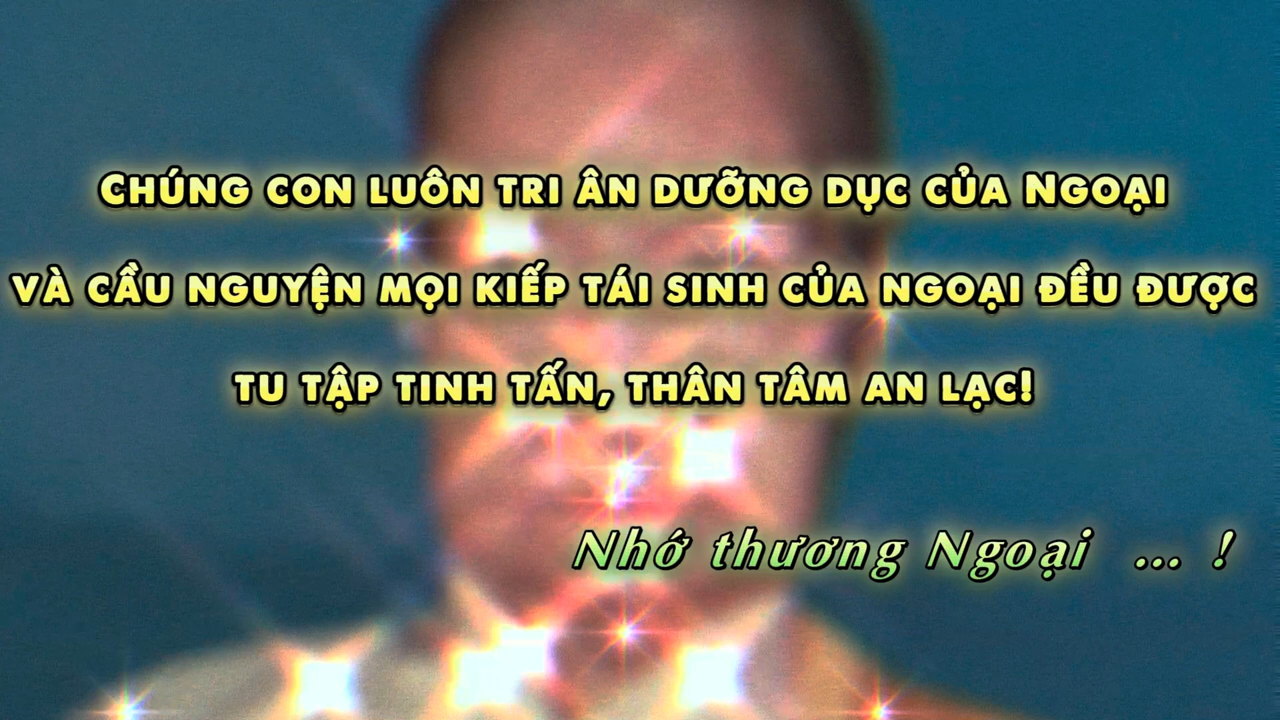 Chúng con luôn tri ân dưỡng dục của Ngoại
và cầu nguyện mọi kiếp tái sinh của ngoại đều được
tu tập tinh tấn, thân tâm an lạc!
Nhớ thương Ngoại ... !